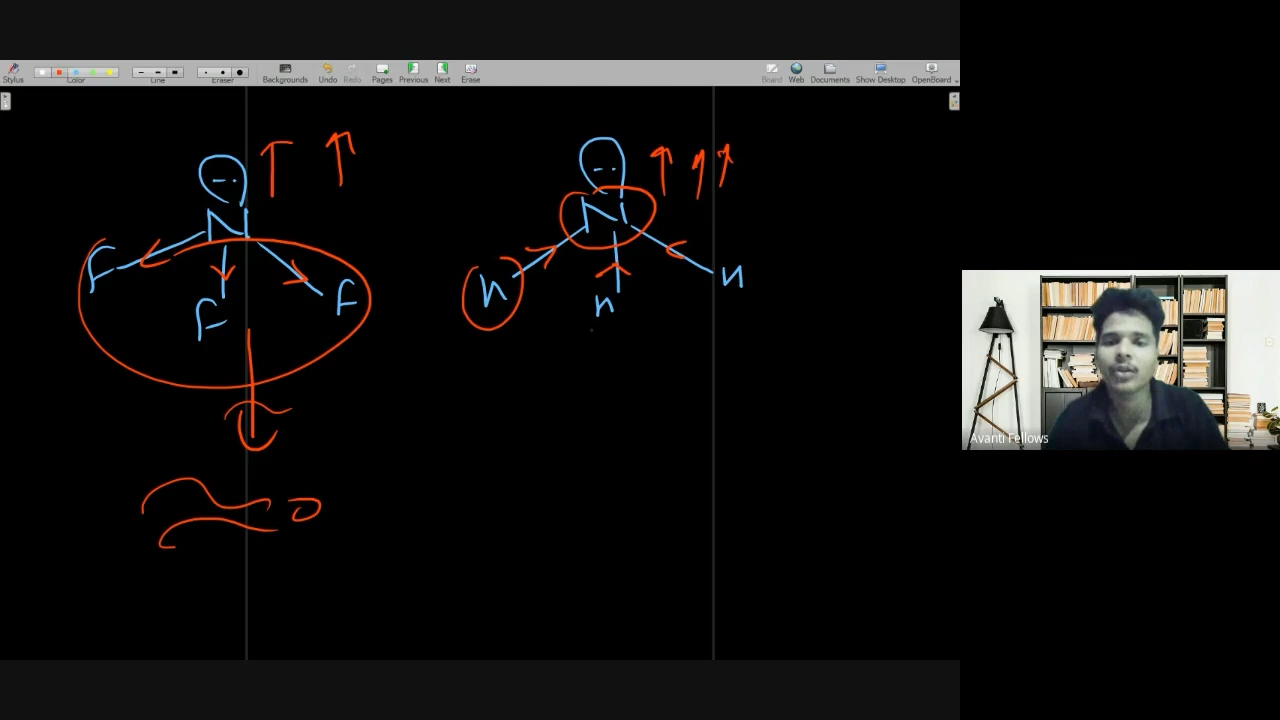 Stylus Color Line Eraser Backgrounds Undo Redo Pages Previous Next Erase Board Web Documents Show Desktop OpenBoard
N N
F F F
H H H
≈ 0
Avanti Fellows